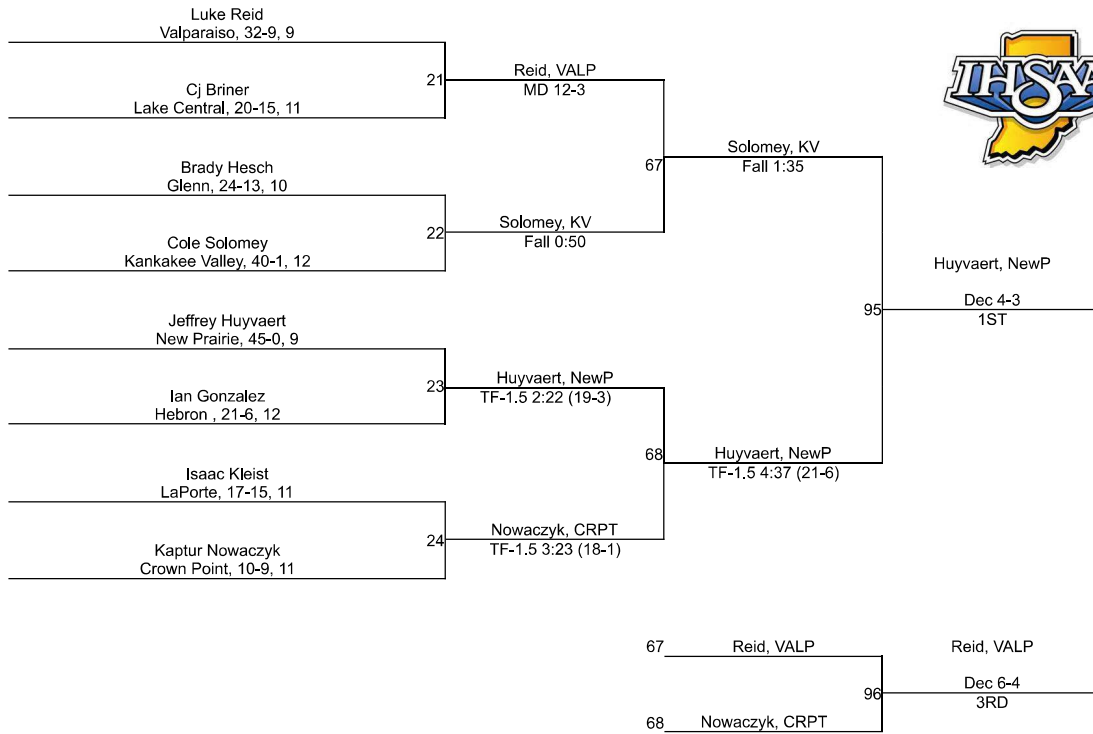 Luke Reid
Valparaiso, 32-9, 9
21
Reid, VALP
MD 12-3
Cj Briner
Lake Central, 20-15, 11
IHSAA
67
Solomey, KV
Fall 1:35
Brady Hesch
Glenn, 24-13, 10
22
Solomey, KV
Fall 0:50
Cole Solomey
Kankakee Valley, 40-1, 12
95
Huyvaert, NewP
Dec 4-3
1ST
Jeffrey Huyvaert
New Prairie, 45-0, 9
23
Huyvaert, NewP
TF-1.5 2:22 (19-3)
Ian Gonzalez
Hebron , 21-6, 12
68
Huyvaert, NewP
TF-1.5 4:37 (21-6)
Isaac Kleist
LaPorte, 17-15, 11
24
Nowaczyk, CRPT
TF-1.5 3:23 (18-1)
Kaptur Nowaczyk
Crown Point, 10-9, 11
67
Reid, VALP
96
Reid, VALP
Dec 6-4
3RD
68
Nowaczyk, CRPT